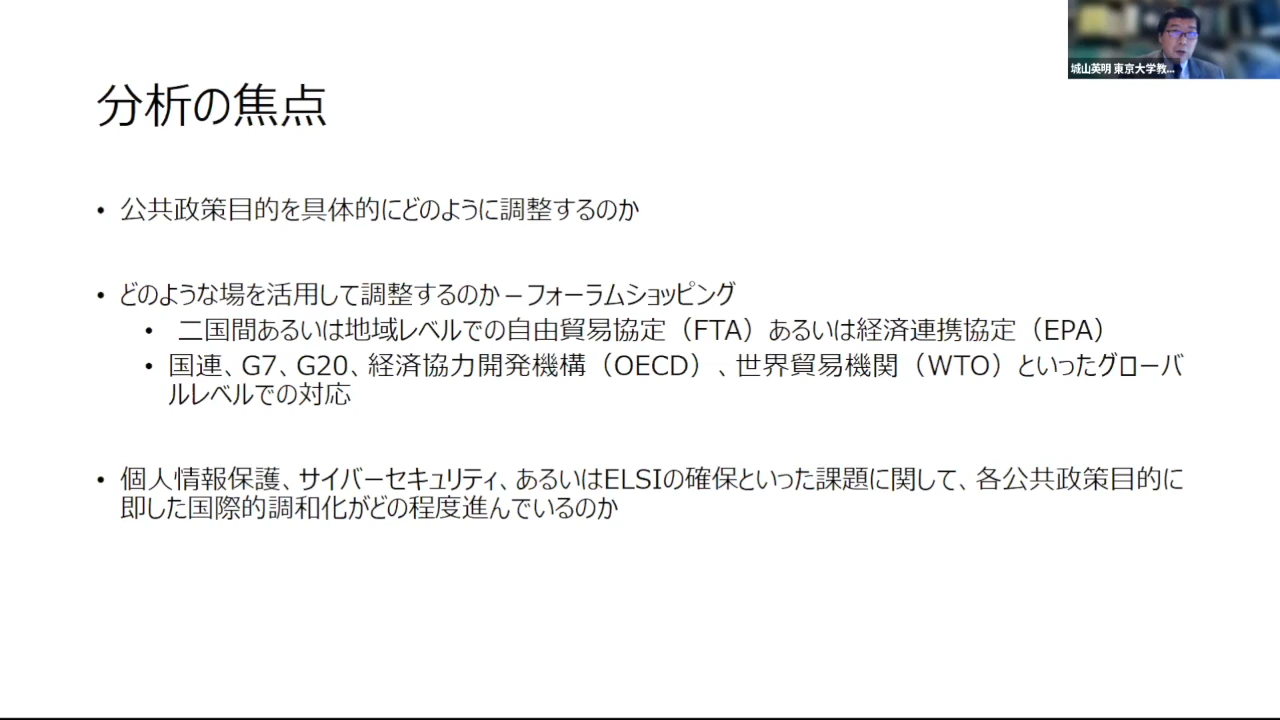 城山英明 東京大学教...
分析の焦点
• 公共政策目的を具体的にどのように調整するのか
• どのような場を活用して調整するのか – フォーラムショッピング
• 二国間あるいは地域レベルでの自由貿易協定（FTA）あるいは経済連携協定（EPA）
• 国連、G7、G20、経済協力開発機構（OECD）、世界貿易機関（WTO）といったグローバ
ルレベルでの対応
• 個人情報保護、サイバーセキュリティ、あるいはELSIの確保といった課題に関して、各公共政策目的に
即した国際的調和化がどの程度進んでいるのか